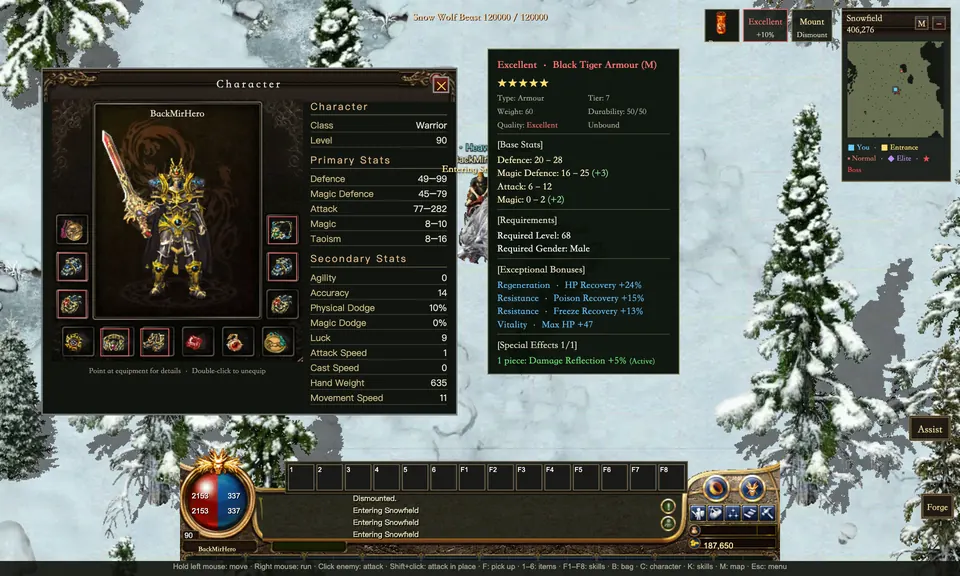 Snow Wolf Beast 120000 / 120000
Excellent
+10%
Mount
Dismount
Snowfield
406,276
M
You · Entrance
Normal · Elite ·
Boss
Character
BackMirHero
Character
Class Warrior
Level 90
Primary Stats
Defence 49–99
Magic Defence 45–79
Attack 77–282
Magic 8–10
Taoism 8–16
Secondary Stats
Agility 0
Accuracy 14
Physical Dodge 10%
Magic Dodge 0%
Luck 9
Attack Speed 1
Cast Speed 0
Hand Weight 635
Movement Speed 11
Point at equipment for details · Double-click to unequip
Excellent · Black Tiger Armour (M)
★★★★★
Type: Armour Tier: 7
Weight: 60 Durability: 50/50
Quality: Excellent Unbound
[Base Stats]
Defence: 20 – 28
Magic Defence: 16 – 25 (+3)
Attack: 6 – 12
Magic: 0 – 2 (+2)
[Requirements]
Required Level: 68
Required Gender: Male
[Exceptional Bonuses]
Regeneration · HP Recovery +24%
Resistance · Poison Recovery +15%
Resistance · Freeze Recovery +13%
Vitality · Max HP +47
[Special Effects 1/1]
1 piece: Damage Reflection +5% (Active)
Entering
Assist
Forge
1 2 3 4 5 6 F1 F2 F3 F4 F5 F6 F7 F8
2153 337
2153 337
90
BackMirHero
Dismounted.
Entering Snowfield
Entering Snowfield
Entering Snowfield
187,650
Hold left mouse: move · Right mouse: run · Click enemy: attack · Shift+click: attack in place · F: pick up · 1–6: items · F1–F8: skills · B: bag · C: character · K: skills · M: map · Esc: menu